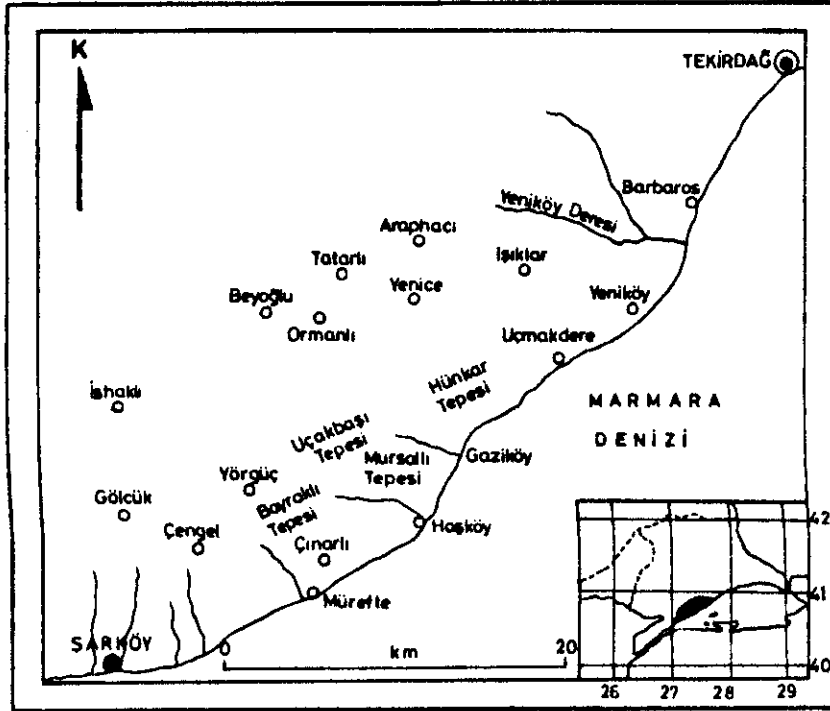 K
TEKİRDAĞ
Barbaros
Yeniköy Deresi
Araphacı
Tatarlı
Işıklar
Beyoğlu
Yenice
Yeniköy
Ormanlı
Uçmakdere
Hünkar
Tepesi
İshaklı
MARMARA
DENİZİ
Uçakbaşı
Tepesi
Mursallı
Tepesi
Gaziköy
Yörgüç
Bayraklı
Tepesi
Gölcük
Çengel
Hoşköy
Çınarlı
Mürefte
ŞARKÖY
0
km
20
42
41
40
26
27
28
29